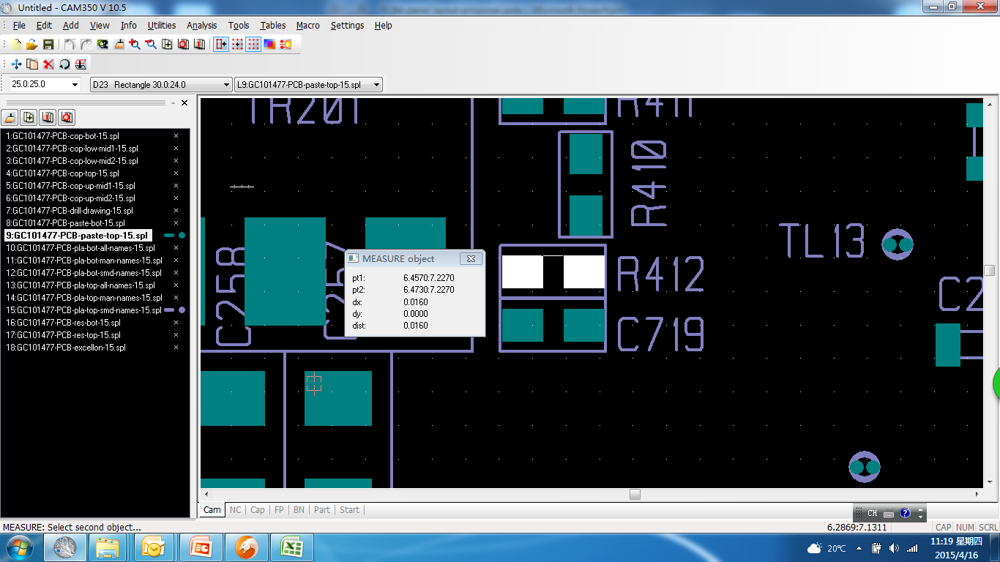 Untitled - CAM350 V 10.5
File Edit Add View Info Utilities Analysis Tools Tables Macro Settings Help
25.0:25.0 D23 Rectangle 30.0:24.0 L9:GC101477-PCB-paste-top-15.spl
1:GC101477-PCB-cop-bot-15.spl ×
2:GC101477-PCB-cop-low-mid1-15.spl ×
3:GC101477-PCB-cop-low-mid2-15.spl ×
4:GC101477-PCB-cop-top-15.spl ×
5:GC101477-PCB-cop-up-mid1-15.spl ×
6:GC101477-PCB-cop-up-mid2-15.spl ×
7:GC101477-PCB-drill-drawing-15.spl ×
8:GC101477-PCB-paste-bot-15.spl ×
9:GC101477-PCB-paste-top-15.spl
10:GC101477-PCB-pla-bot-all-names-15.spl ×
11:GC101477-PCB-pla-bot-man-names-15.spl ×
12:GC101477-PCB-pla-bot-smd-names-15.spl ×
13:GC101477-PCB-pla-top-all-names-15.spl ×
14:GC101477-PCB-pla-top-man-names-15.spl ×
15:GC101477-PCB-pla-top-smd-names-15.spl
16:GC101477-PCB-res-bot-15.spl ×
17:GC101477-PCB-res-top-15.spl ×
18:GC101477-PCB-excellon-15.spl ×
TR201
R411
R410
C258
TL13
R412
C719
MEASURE object
pt1: 6.4570:7.2270
pt2: 6.4730:7.2270
dx: 0.0160
dy: 0.0000
dist: 0.0160
Cam NC Cap FP BN Part Start
CH
MEASURE: Select second object... 6.2869:7.1311 CAP NUM SCRL
20℃
11:19 星期四
2015/4/16